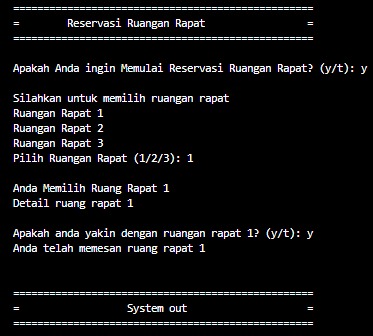 ==================================================
=        Reservasi Ruangan Rapat                 =
==================================================
Apakah Anda ingin Memulai Reservasi Ruangan Rapat? (y/t): y
Silahkan untuk memilih ruangan rapat
Ruangan Rapat 1
Ruangan Rapat 2
Ruangan Rapat 3
Pilih Ruangan Rapat (1/2/3): 1
Anda Memilih Ruang Rapat 1
Detail ruang rapat 1
Apakah anda yakin dengan ruangan rapat 1? (y/t): y
Anda telah memesan ruang rapat 1
==================================================
=                  System out                    =
==================================================